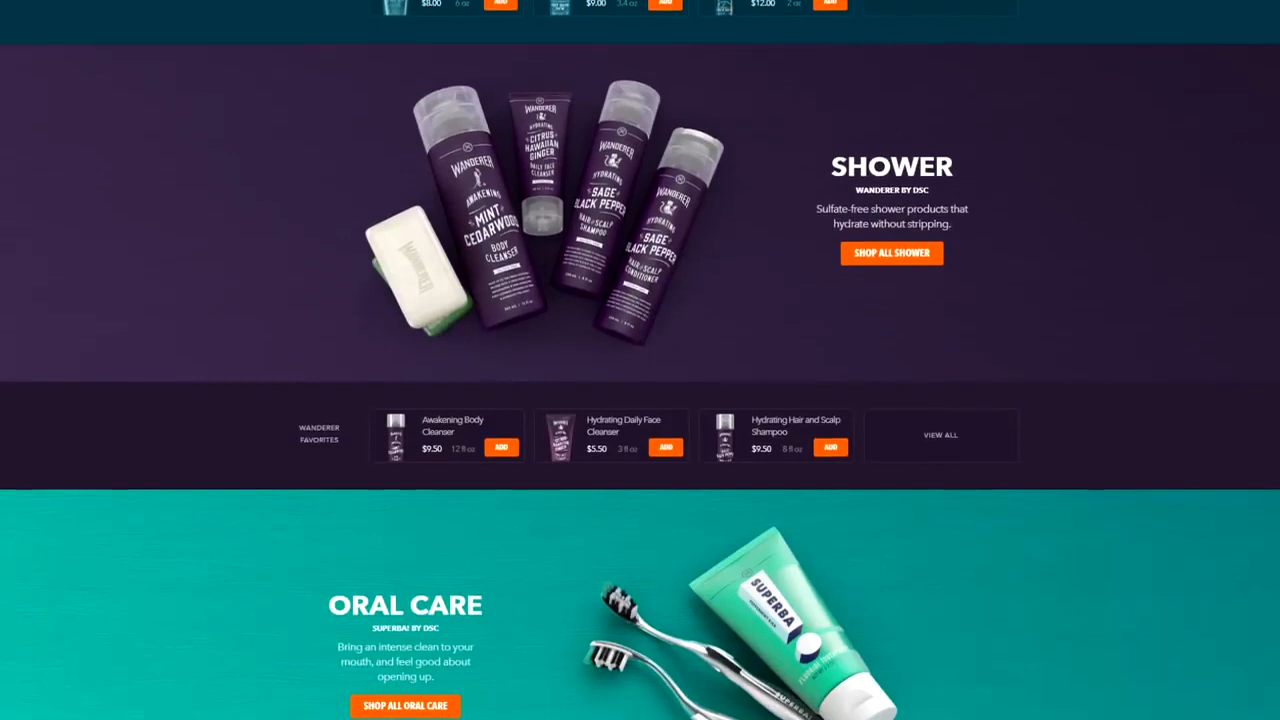 $8.00 6 oz ADD
$9.00 3.4 oz ADD
$12.00 2 oz ADD
WANDERER
WANDERER
AWAKENING
MINT
CEDARWOOD
BODY
CLEANSER
WANDERER
HYDRATING
CITRUS
HAWAIIAN
GINGER
DAILY FACE
CLEANSER
WANDERER
HYDRATING
SAGE
BLACK PEPPER
HAIR & SCALP
SHAMPOO
WANDERER
HYDRATING
SAGE
BLACK PEPPER
HAIR & SCALP
CONDITIONER
SHOWER
WANDERER BY DSC
Sulfate-free shower products that
hydrate without stripping.
SHOP ALL SHOWER
WANDERER
FAVORITES
Awakening Body
Cleanser
$9.50 12 fl oz ADD
Hydrating Daily Face
Cleanser
$5.50 3 fl oz ADD
Hydrating Hair and Scalp
Shampoo
$9.50 8 fl oz ADD
VIEW ALL
ORAL CARE
SUPERBA! BY DSC
Bring an intense clean to your
mouth, and feel good about
opening up.
SHOP ALL ORAL CARE
SUPERBA
SUPERBA